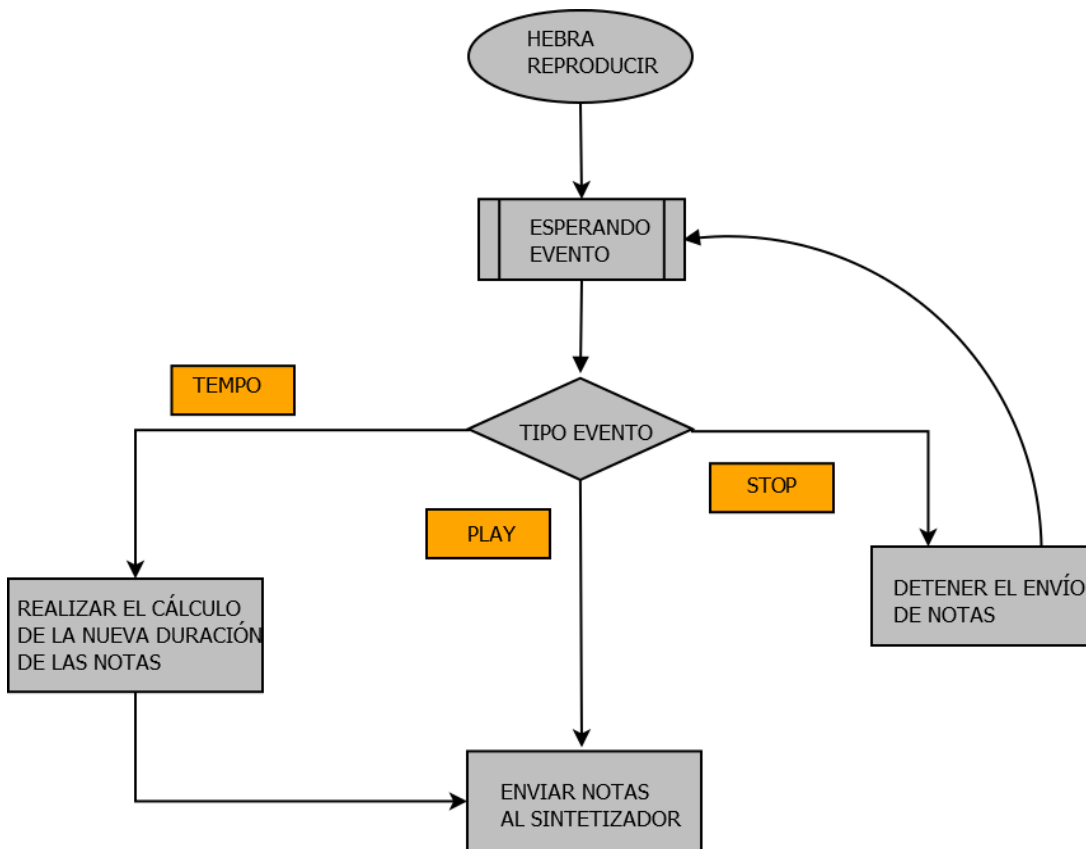 HEBRA
REPRODUCIR
ESPERANDO
EVENTO
TEMPO
TIPO EVENTO
STOP
PLAY
REALIZAR EL CÁLCULO
DE LA NUEVA DURACIÓN
DE LAS NOTAS
DETENER EL ENVÍO
DE NOTAS
ENVIAR NOTAS
AL SINTETIZADOR